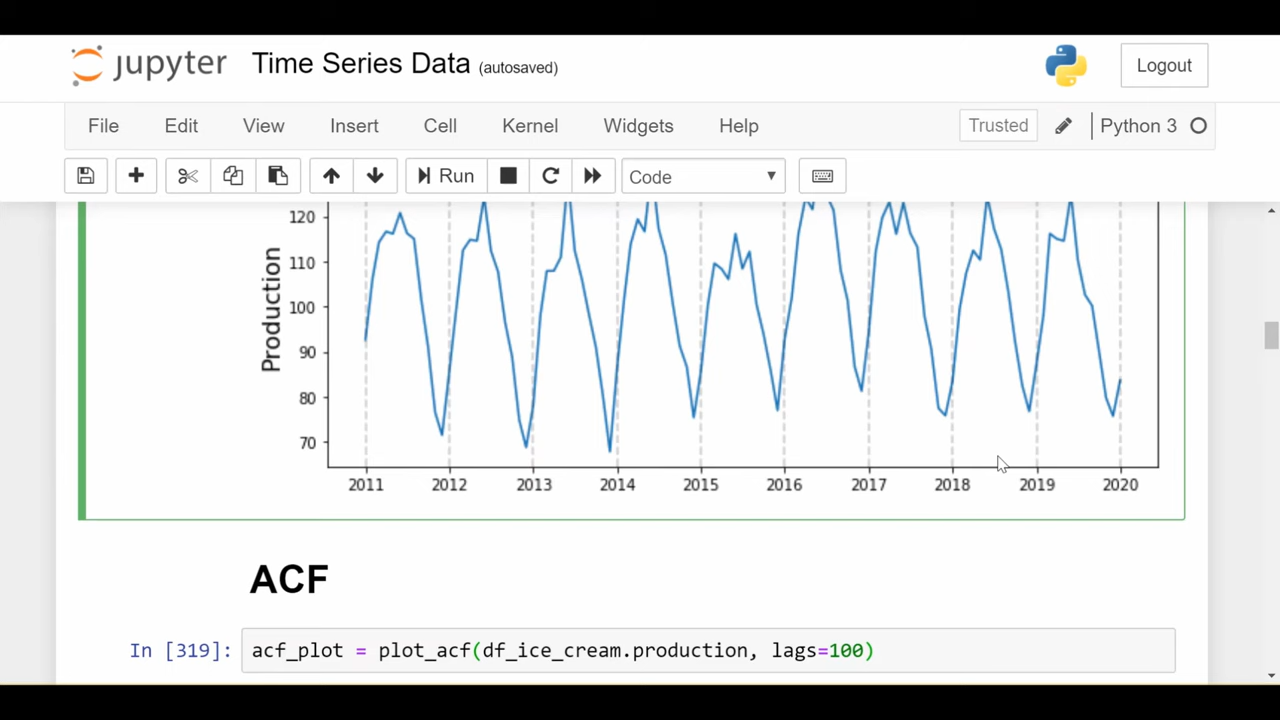 jupyter Time Series Data (autosaved) Logout
File Edit View Insert Cell Kernel Widgets Help Trusted Python 3
Run Code
120
110
100
90
80
70
Production
2011 2012 2013 2014 2015 2016 2017 2018 2019 2020
ACF
In [319]: acf_plot = plot_acf(df_ice_cream.production, lags=100)